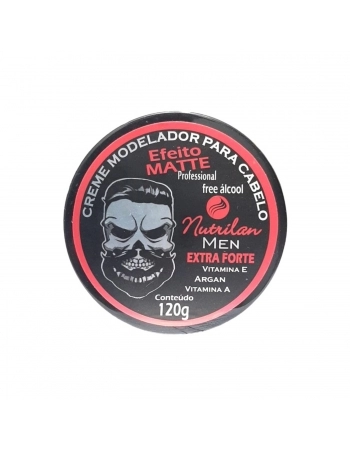 CREME MODELADOR PARA CABELO
Efeito
MATTE
Professional
free álcool
Nutrilan
MEN
EXTRA FORTE
VITAMINA E
ARGAN
VITAMINA A
Conteúdo
120g